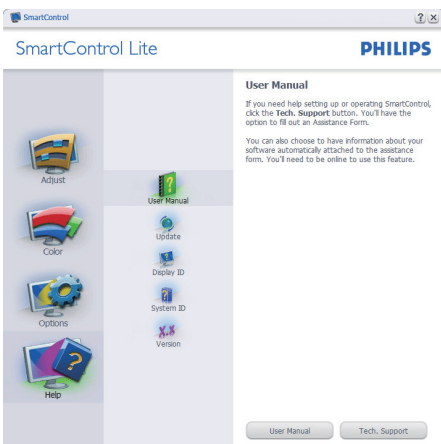 SmartControl
SmartControl Lite
PHILIPS
Adjust
Color
Options
Help
User Manual
Update
Display ID
System ID
X.X
Version
User Manual
If you need help setting up or operating SmartControl,
click the Tech. Support button. You'll have the
option to fill out an Assistance Form.
You can also choose to have information about your
software automatically attached to the assistance
form. You'll need to be online to use this feature.
User Manual
Tech. Support